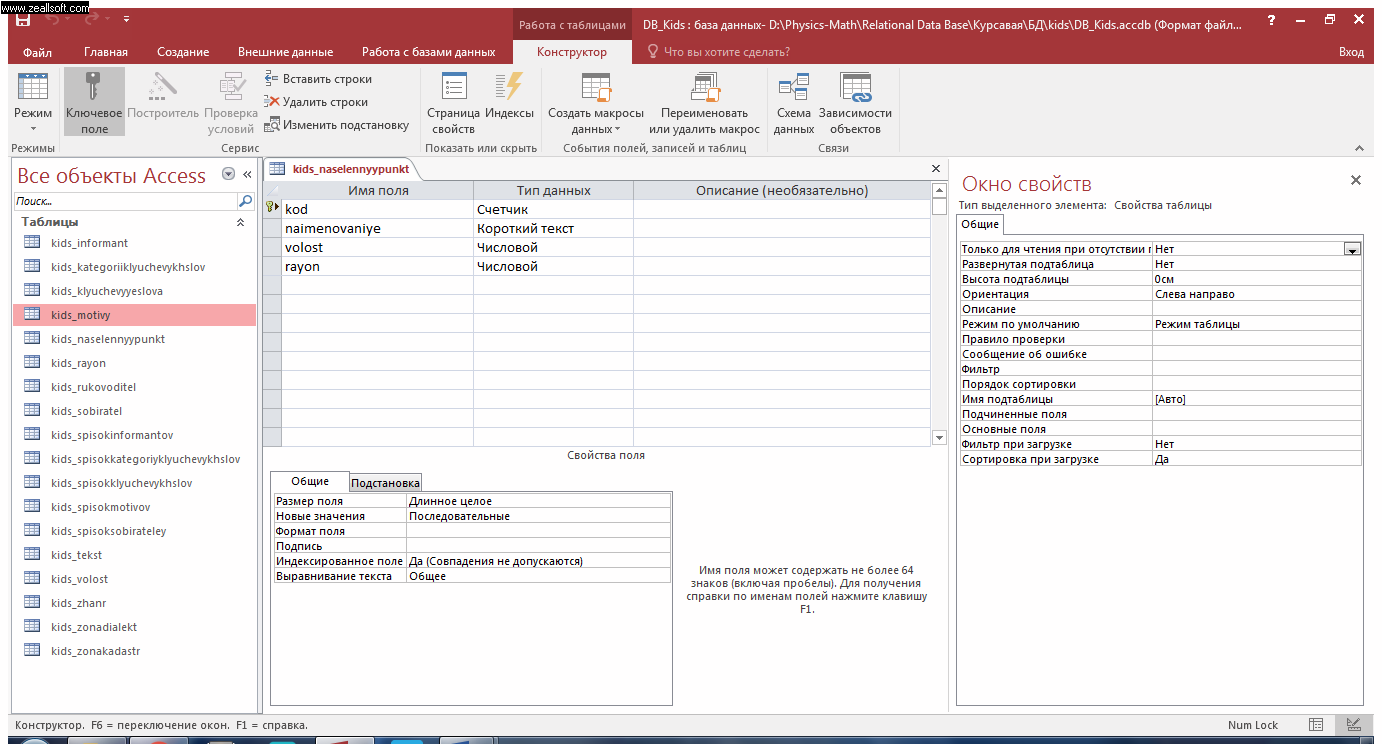 www.zeallsoft.com
Работа с таблицами
DB_Kids : база данных- D:\Physics-Math\Relational Data Base\Курсавая\БД\kids\DB_Kids.accdb (Формат файл...
Файл Главная Создание Внешние данные Работа с базами данных Конструктор Что вы хотите сделать? Вход
Режим
Ключевое поле
Построитель
Проверка условий
Вставить строки
Удалить строки
Изменить подстановку
Страница свойств
Индексы
Создать макросы данных
Переименовать или удалить макрос
Схема данных
Зависимости объектов
Режимы Сервис Показать или скрыть События полей, записей и таблиц Связи
Все объекты Access
Поиск...
Таблицы
kids_informant
kids_kategoriiklyuchevykhslov
kids_klyuchevyyeslova
kids_motivy
kids_naselennyypunkt
kids_rayon
kids_rukovoditel
kids_sobiratel
kids_spisokinformantov
kids_spisokkategoriyklyuchevykhslov
kids_spisokklyuchevykhslov
kids_spisokmotivov
kids_spisoksobirateley
kids_tekst
kids_volost
kids_zhanr
kids_zonadialekt
kids_zonakadastr
kids_naselennyypunkt
Имя поля Тип данных Описание (необязательно)
kod Счетчик
naimenovaniye Короткий текст
volost Числовой
rayon Числовой
Свойства поля
Общие Подстановка
Размер поля Длинное целое
Новые значения Последовательные
Формат поля
Подпись
Индексированное поле Да (Совпадения не допускаются)
Выравнивание текста Общее
Имя поля может содержать не более 64
знаков (включая пробелы). Для получения
справки по именам полей нажмите клавишу
F1.
Окно свойств
Тип выделенного элемента: Свойства таблицы
Общие
Только для чтения при отсутствии Нет
Развернутая подтаблица Нет
Высота подтаблицы 0см
Ориентация Слева направо
Описание
Режим по умолчанию Режим таблицы
Правило проверки
Сообщение об ошибке
Фильтр
Порядок сортировки
Имя подтаблицы [Авто]
Подчиненные поля
Основные поля
Фильтр при загрузке Нет
Сортировка при загрузке Да
Конструктор. F6 = переключение окон. F1 = справка.
Num Lock